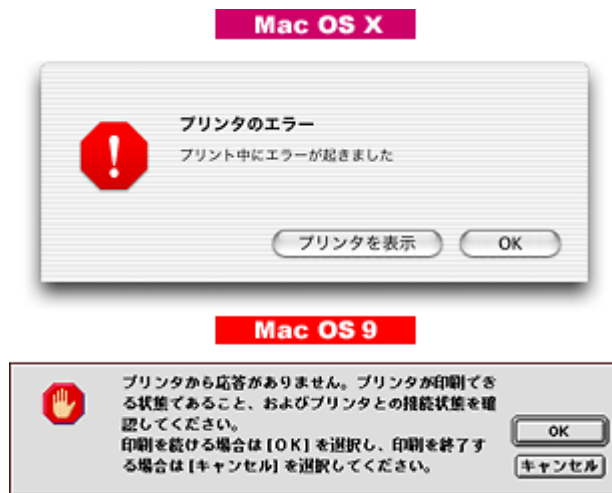 Mac OS X
プリンタのエラー
プリント中にエラーが起きました
プリンタを表示 OK
Mac OS 9
プリンタから応答がありません。プリンタが印刷でき
る状態であること、およびプリンタとの接続状態を確
認してください。
印刷を続ける場合は [OK] を選択し、印刷を終了す
る場合は [キャンセル] を選択してください。
OK
キャンセル